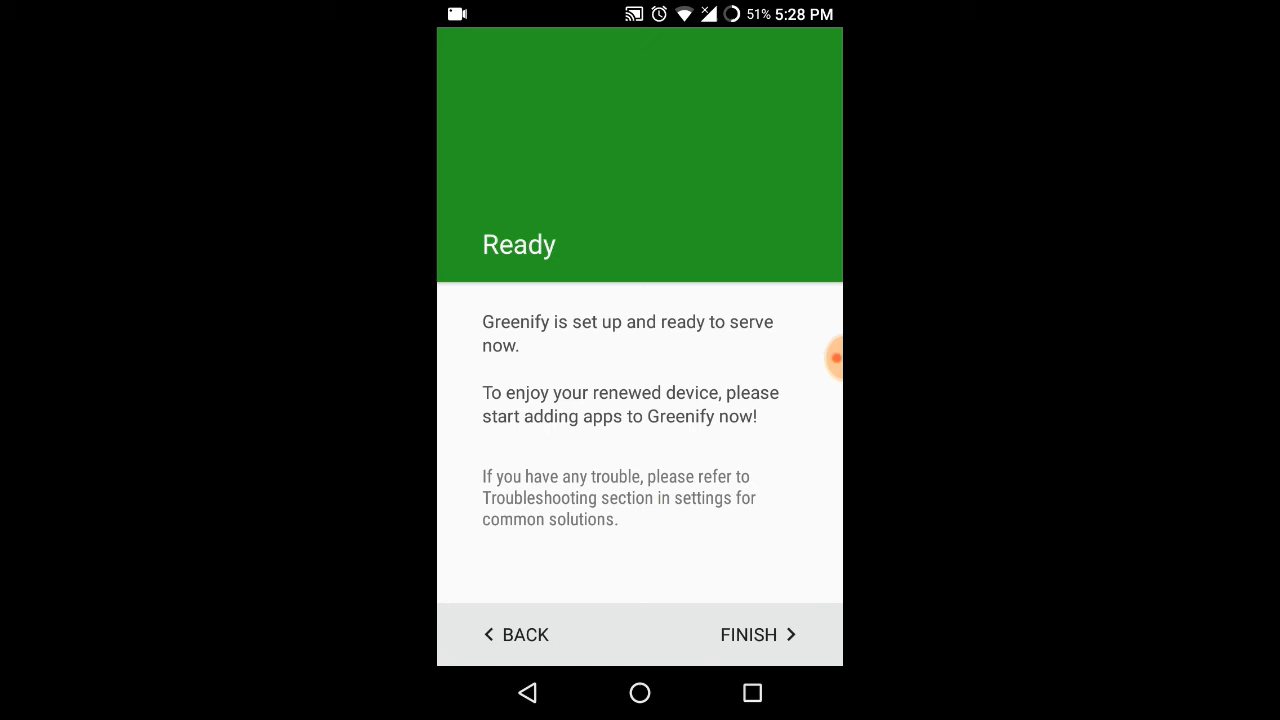 51% 5:28 PM
Ready
Greenify is set up and ready to serve
now.
To enjoy your renewed device, please
start adding apps to Greenify now!
If you have any trouble, please refer to
Troubleshooting section in settings for
common solutions.
BACK
FINISH